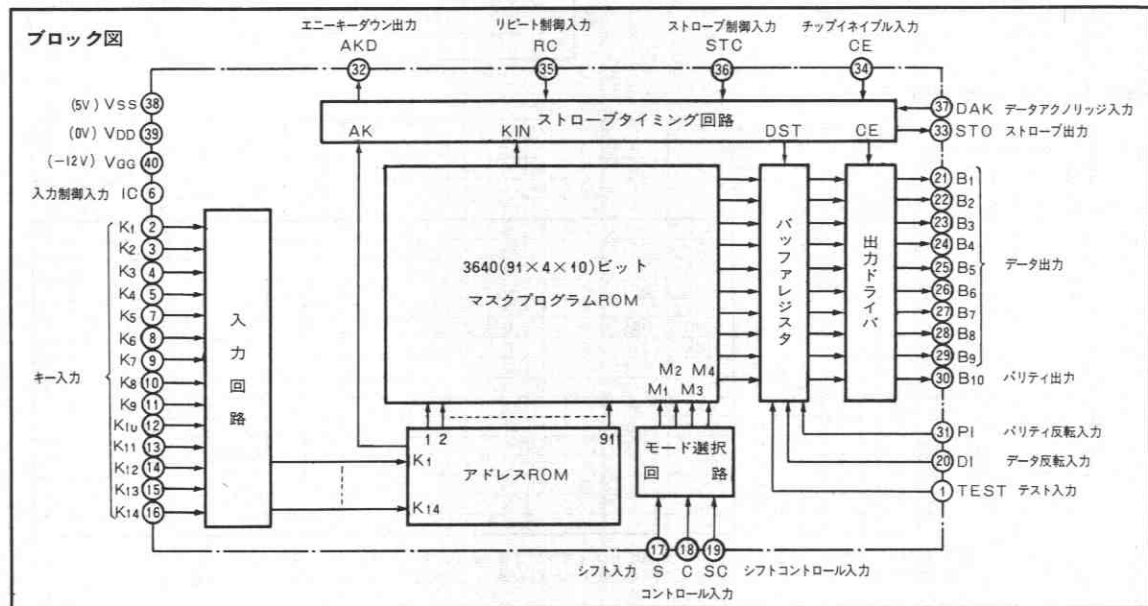 ブロック図
エニーキーダウン出力
AKD
32
リピート制御入力
RC
35
ストローブ制御入力
STC
36
チップイネイブル入力
CE
34
(5V) VSS 38
(0V) VDD 39
(−12V) VGG 40
入力制御入力 IC 6
キー入力
K1 2
K2 3
K3 4
K4 5
K5 7
K6 8
K7 9
K8 10
K9 11
K10 12
K11 13
K12 14
K13 15
K14 16
入力回路
ストローブタイミング回路
AK
KIN
DST
CE
3640(91×4×10)ビット
マスクプログラムROM
M1
M2
M3
M4
1 2
91
K1
アドレスROM
K14
モード選択
回路
バッファレジスタ
出力ドライバ
37 DAK データアクノリッジ入力
33 STO ストローブ出力
21 B1
22 B2
23 B3
24 B4
25 B5
26 B6
27 B7
28 B8
29 B9
データ出力
30 B10 パリティ出力
31 PI パリティ反転入力
20 DI データ反転入力
1 TEST テスト入力
17 18 19
シフト入力 S C SC シフトコントロール入力
コントロール入力